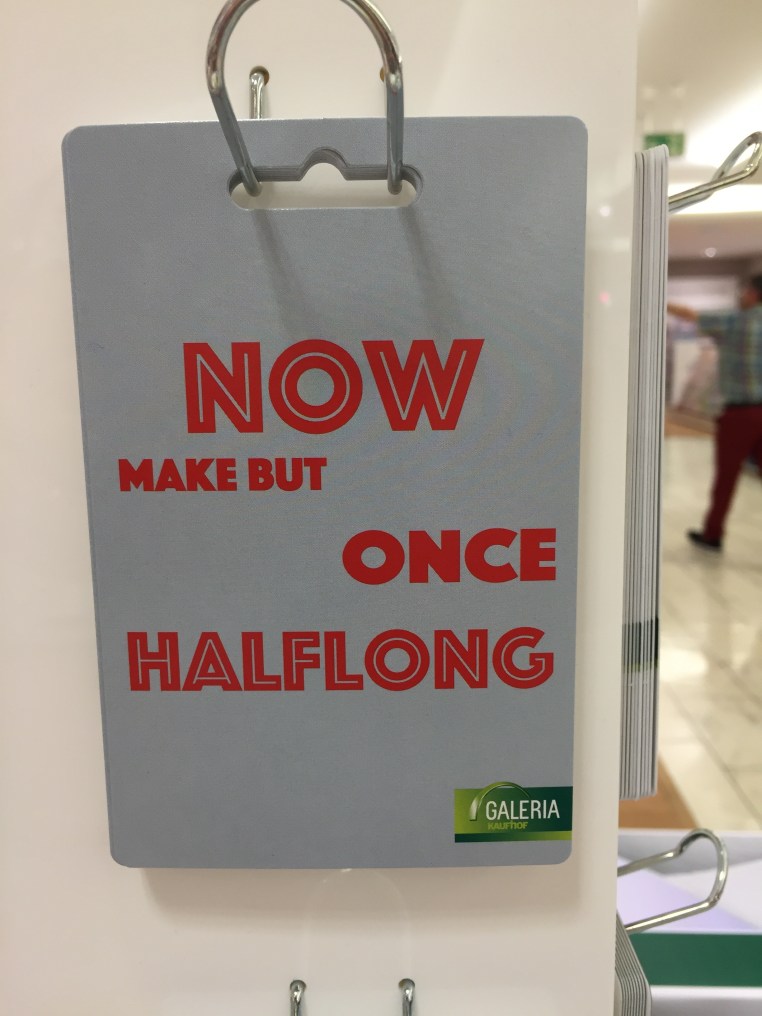 NOW
MAKE BUT
ONCE
HALFLONG
GALERIA
KAUFHOF